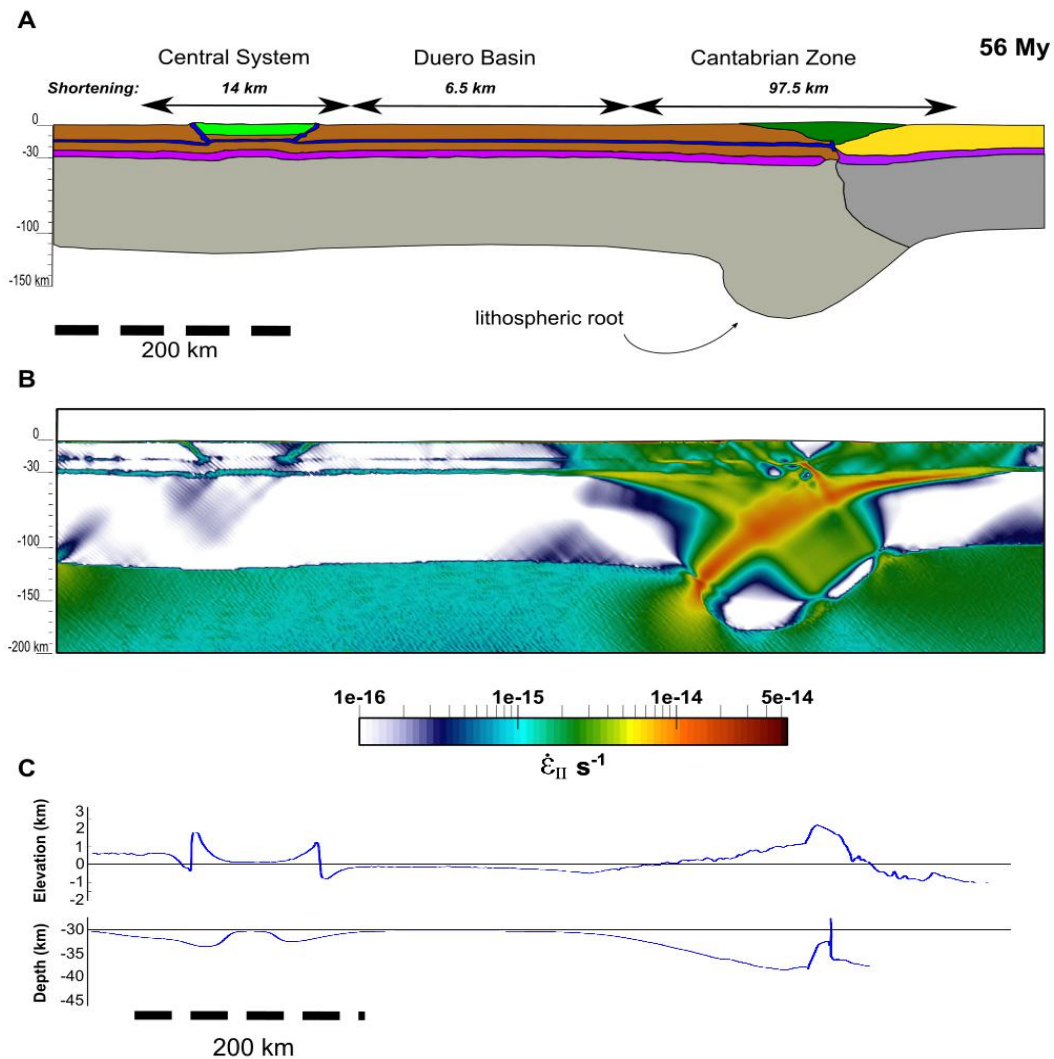 A
56 My
Central System
Duero Basin
Cantabrian Zone
Shortening:
14 km
6.5 km
97.5 km
0
-30
-100
-150 km
lithospheric root
200 km
B
0
-30
-100
-150
-200 km
1e-16
1e-15
1e-14
5e-14
ε̇II s-1
C
Elevation (km)
3
2
1
0
-1
-2
Depth (km)
-30
-35
-40
-45
200 km